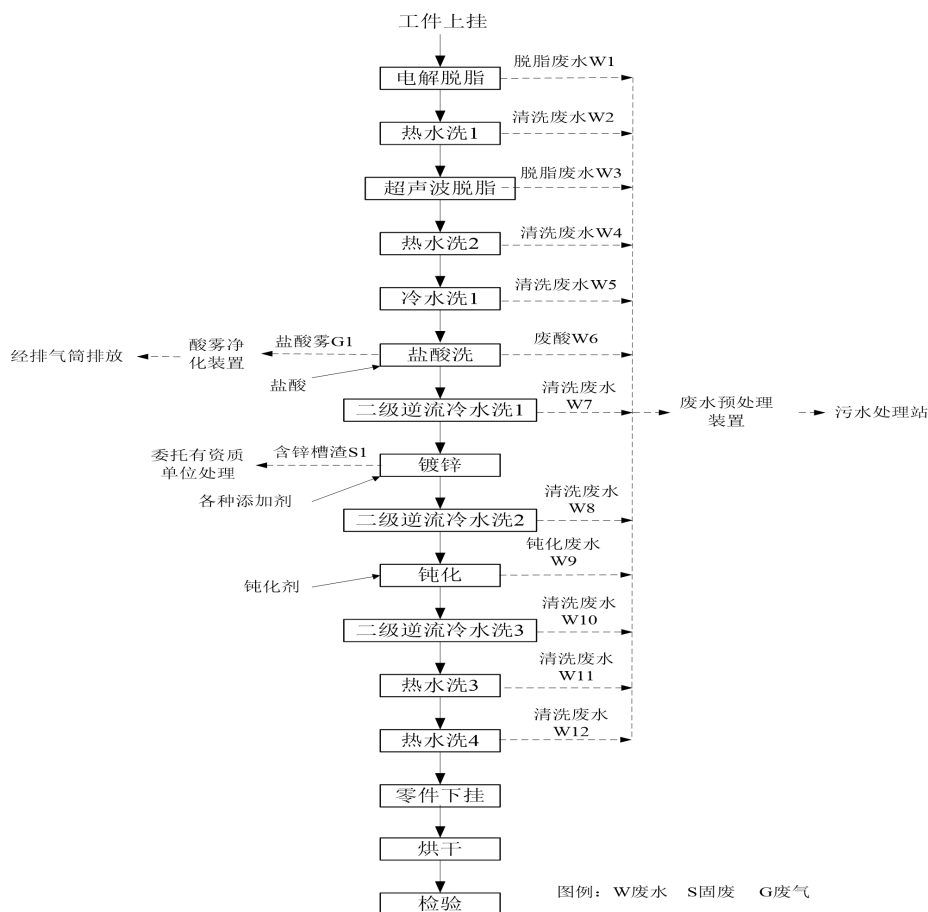 工件上挂
电解脱脂
脱脂废水W1
热水洗1
清洗废水W2
超声波脱脂
脱脂废水W3
热水洗2
清洗废水W4
冷水洗1
清洗废水W5
经排气筒排放
酸雾净
化装置
盐酸雾G1
盐酸洗
废酸W6
盐酸
二级逆流冷水洗1
清洗废水
W7
废水预处理
装置
污水处理站
委托有资质
单位处理
含锌槽渣S1
镀锌
各种添加剂
二级逆流冷水洗2
清洗废水
W8
钝化
钝化废水
W9
钝化剂
二级逆流冷水洗3
清洗废水
W10
热水洗3
清洗废水
W11
热水洗4
清洗废水
W12
零件下挂
烘干
检验
图例：W废水 S固废 G废气